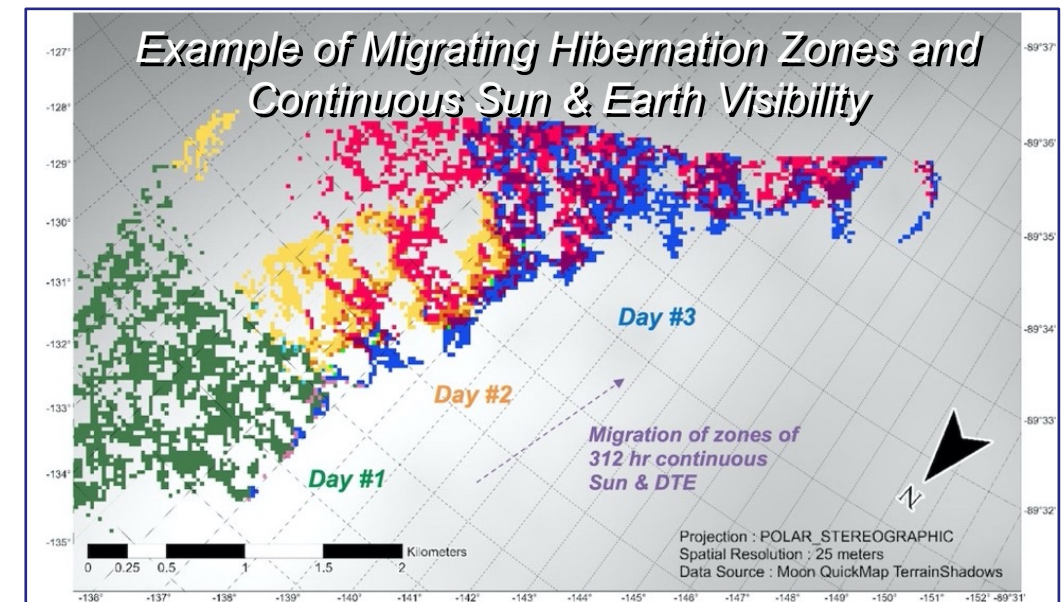 Example of Migrating Hibernation Zones and
Continuous Sun & Earth Visibility
-127°
-128°
-129°
-130°
-131°
-132°
-133°
-134°
-135°
-89°37'
-89°36'
-89°35'
-89°34'
-89°33'
-89°32'
Day #3
Day #2
Day #1
Migration of zones of
312 hr continuous
Sun & DTE
N
Kilometers
0 0.25 0.5 1 1.5 2
Projection : POLAR_STEREOGRAPHIC
Spatial Resolution : 25 meters
Data Source : Moon QuickMap TerrainShadows
-136° -137° -138° -139° -140° -141° -142° -143° -144° -145° -146° -147° -148° -149° -150° -151° -152° -89°31'